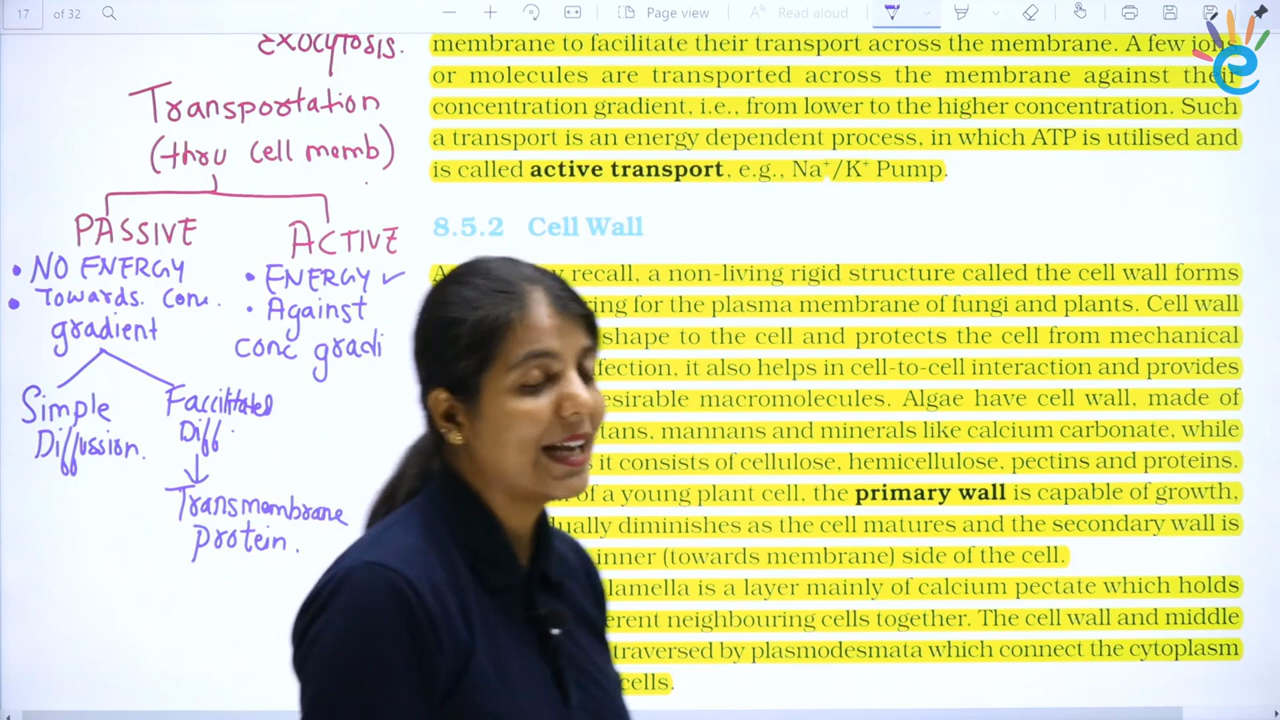 17 of 32
Page view
Read aloud
Exocytosis.
Transportation
(thru Cell memb)
PASSIVE
• NO ENERGY
• Towards. Conc.
gradient
Simple
Diffussion.
Faccilitated
Diff.
Transmembrane
Protein.
ACTIVE
• ENERGY ✓
• Against
Conc gradi
membrane to facilitate their transport across the membrane. A few ions
or molecules are transported across the membrane against their
concentration gradient, i.e., from lower to the higher concentration. Such
a transport is an energy dependent process, in which ATP is utilised and
is called active transport, e.g., Na⁺/K⁺ Pump.
8.5.2 Cell Wall
recall, a non-living rigid structure called the cell wall forms
for the plasma membrane of fungi and plants. Cell wall
shape to the cell and protects the cell from mechanical
it also helps in cell-to-cell interaction and provides
macromolecules. Algae have cell wall, made of
mannans and minerals like calcium carbonate, while
it consists of cellulose, hemicellulose, pectins and proteins.
of a young plant cell, the primary wall is capable of growth,
diminishes as the cell matures and the secondary wall is
inner (towards membrane) side of the cell.
lamella is a layer mainly of calcium pectate which holds
neighbouring cells together. The cell wall and middle
traversed by plasmodesmata which connect the cytoplasm
cells.